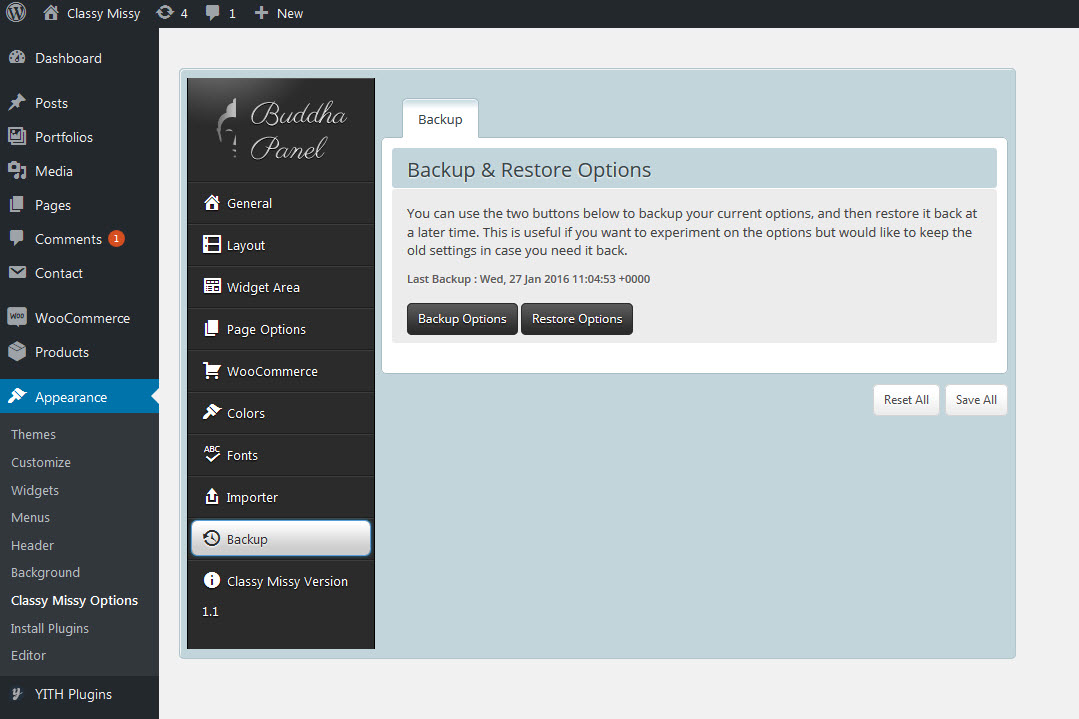 Classy Missy 4 1 New
Dashboard
Posts
Portfolios
Media
Pages
Comments 1
Contact
WooCommerce
Products
Appearance
Themes
Customize
Widgets
Menus
Header
Background
Classy Missy Options
Install Plugins
Editor
YITH Plugins
Buddha
Panel
General
Layout
Widget Area
Page Options
WooCommerce
Colors
ABC
Fonts
Importer
Backup
Classy Missy Version
1.1
Backup
Backup & Restore Options
You can use the two buttons below to backup your current options, and then restore it back at
a later time. This is useful if you want to experiment on the options but would like to keep the
old settings in case you need it back.
Last Backup : Wed, 27 Jan 2016 11:04:53 +0000
Backup Options Restore Options
Reset All Save All